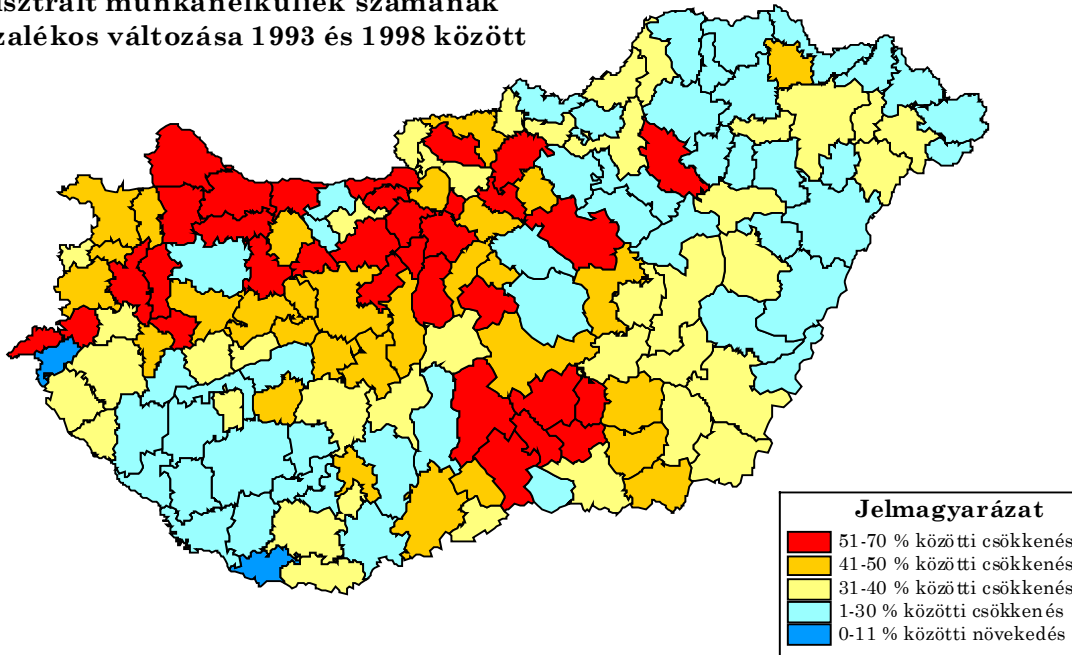 munkanélküliek számának
változása 1993 és 1998 között
Jelmagyarázat
51-70 % közötti csökkenés
41-50 % közötti csökkenés
31-40 % közötti csökkenés
1-30 % közötti csökkenés
0-11 % közötti növekedés